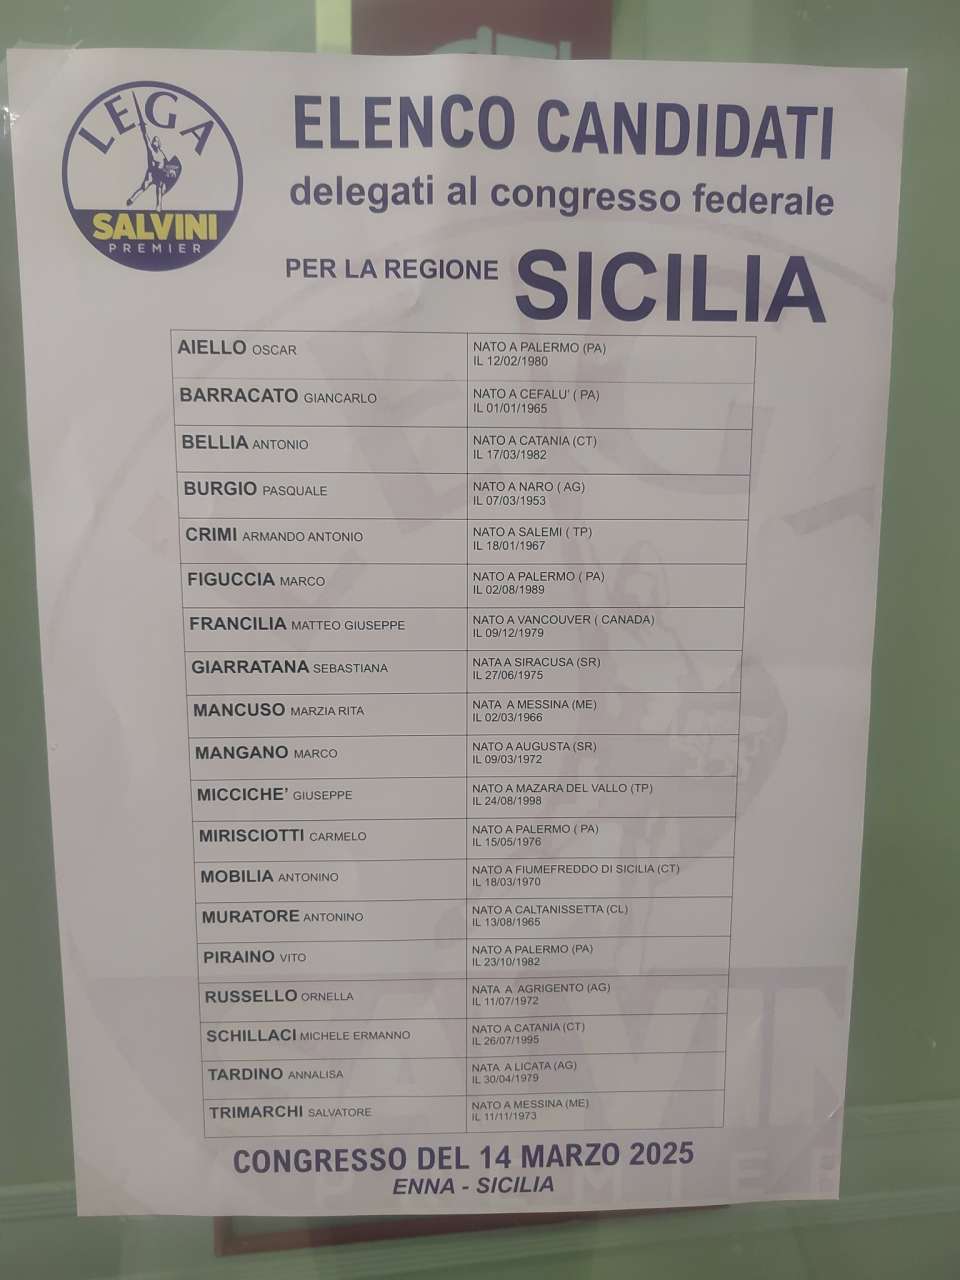 LEGA
SALVINI
PREMIER
ELENCO CANDIDATI
delegati al congresso federale
PER LA REGIONE SICILIA
AIELLO OSCAR
NATO A PALERMO (PA)
IL 12/02/1980
BARRACATO GIANCARLO
NATO A CEFALU' ( PA)
IL 01/01/1965
BELLIA ANTONIO
NATO A CATANIA (CT)
IL 17/03/1982
BURGIO PASQUALE
NATO A NARO ( AG)
IL 07/03/1953
CRIMI ARMANDO ANTONIO
NATO A SALEMI ( TP)
IL 18/01/1967
FIGUCCIA MARCO
NATO A PALERMO ( PA)
IL 02/08/1989
FRANCILIA MATTEO GIUSEPPE
NATO A VANCOUVER ( CANADA)
IL 09/12/1979
GIARRATANA SEBASTIANA
NATA A SIRACUSA (SR)
IL 27/06/1975
MANCUSO MARZIA RITA
NATA A MESSINA (ME)
IL 02/03/1966
MANGANO MARCO
NATO A AUGUSTA (SR)
IL 09/03/1972
MICCICHE' GIUSEPPE
NATO A MAZARA DEL VALLO (TP)
IL 24/08/1998
MIRISCIOTTI CARMELO
NATO A PALERMO ( PA)
IL 15/05/1976
MOBILIA ANTONINO
NATO A FIUMEFREDDO DI SICILIA (CT)
IL 18/03/1970
MURATORE ANTONINO
NATO A CALTANISSETTA (CL)
IL 13/08/1965
PIRAINO VITO
NATO A PALERMO (PA)
IL 23/10/1982
RUSSELLO ORNELLA
NATA A AGRIGENTO (AG)
IL 11/07/1972
SCHILLACI MICHELE ERMANNO
NATO A CATANIA (CT)
IL 26/07/1995
TARDINO ANNALISA
NATA A LICATA (AG)
IL 30/04/1979
TRIMARCHI SALVATORE
NATO A MESSINA (ME)
IL 11/11/1973
CONGRESSO DEL 14 MARZO 2025
ENNA - SICILIA